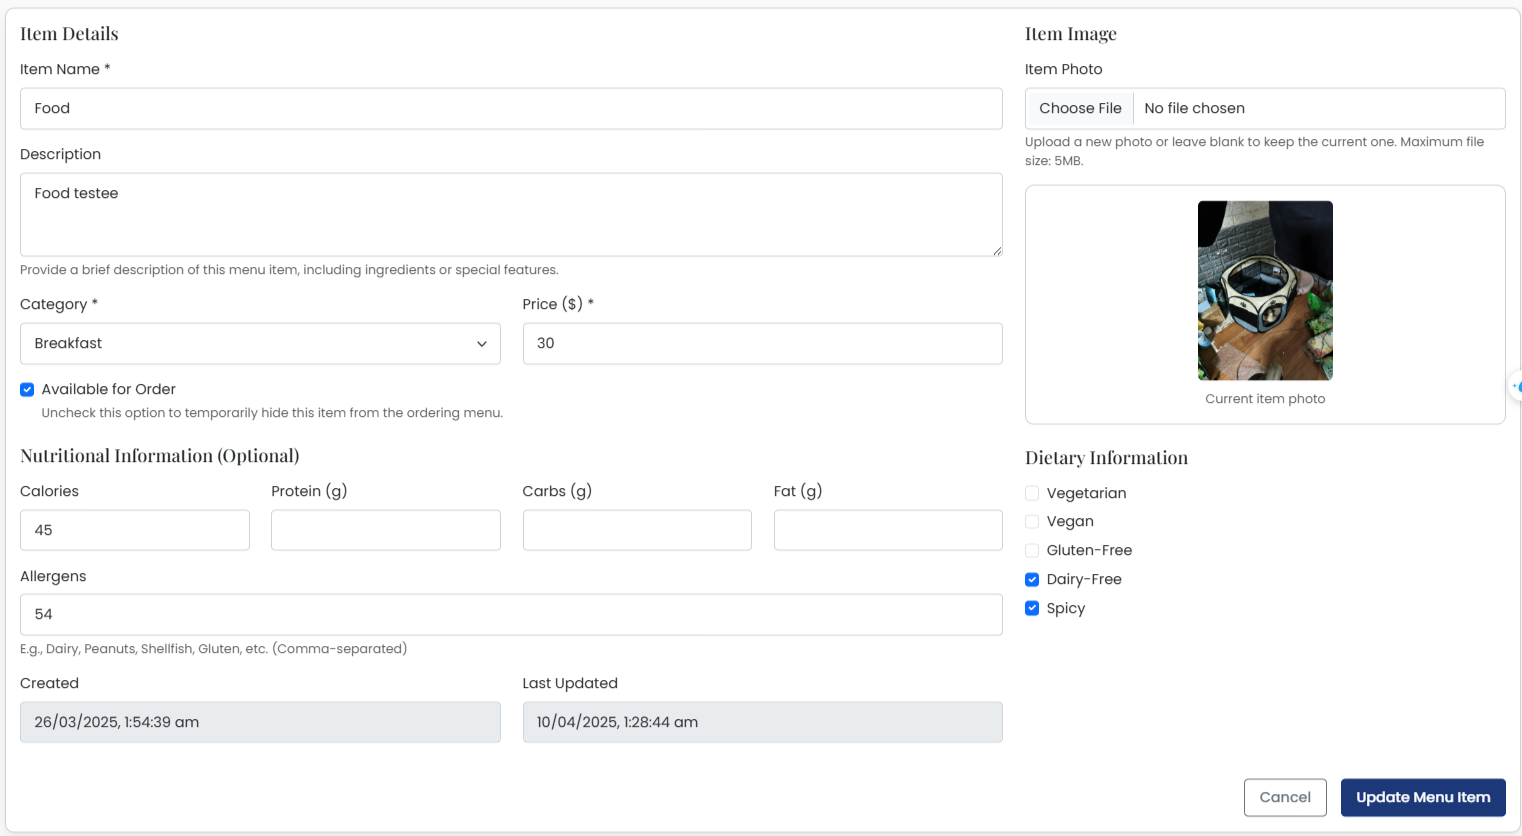 Item Details
Item Name *
Food
Description
Food testee
Provide a brief description of this menu item, including ingredients or special features.
Category *
Price ($) *
Breakfast
30
Available for Order
Uncheck this option to temporarily hide this item from the ordering menu.
Nutritional Information (Optional)
Calories
Protein (g)
Carbs (g)
Fat (g)
45
Allergens
54
E.g., Dairy, Peanuts, Shellfish, Gluten, etc. (Comma-separated)
Created
Last Updated
26/03/2025, 1:54:39 am
10/04/2025, 1:28:44 am
Item Image
Item Photo
Choose File
No file chosen
Upload a new photo or leave blank to keep the current one. Maximum file
size: 5MB.
Current item photo
Dietary Information
Vegetarian
Vegan
Gluten-Free
Dairy-Free
Spicy
Cancel
Update Menu Item